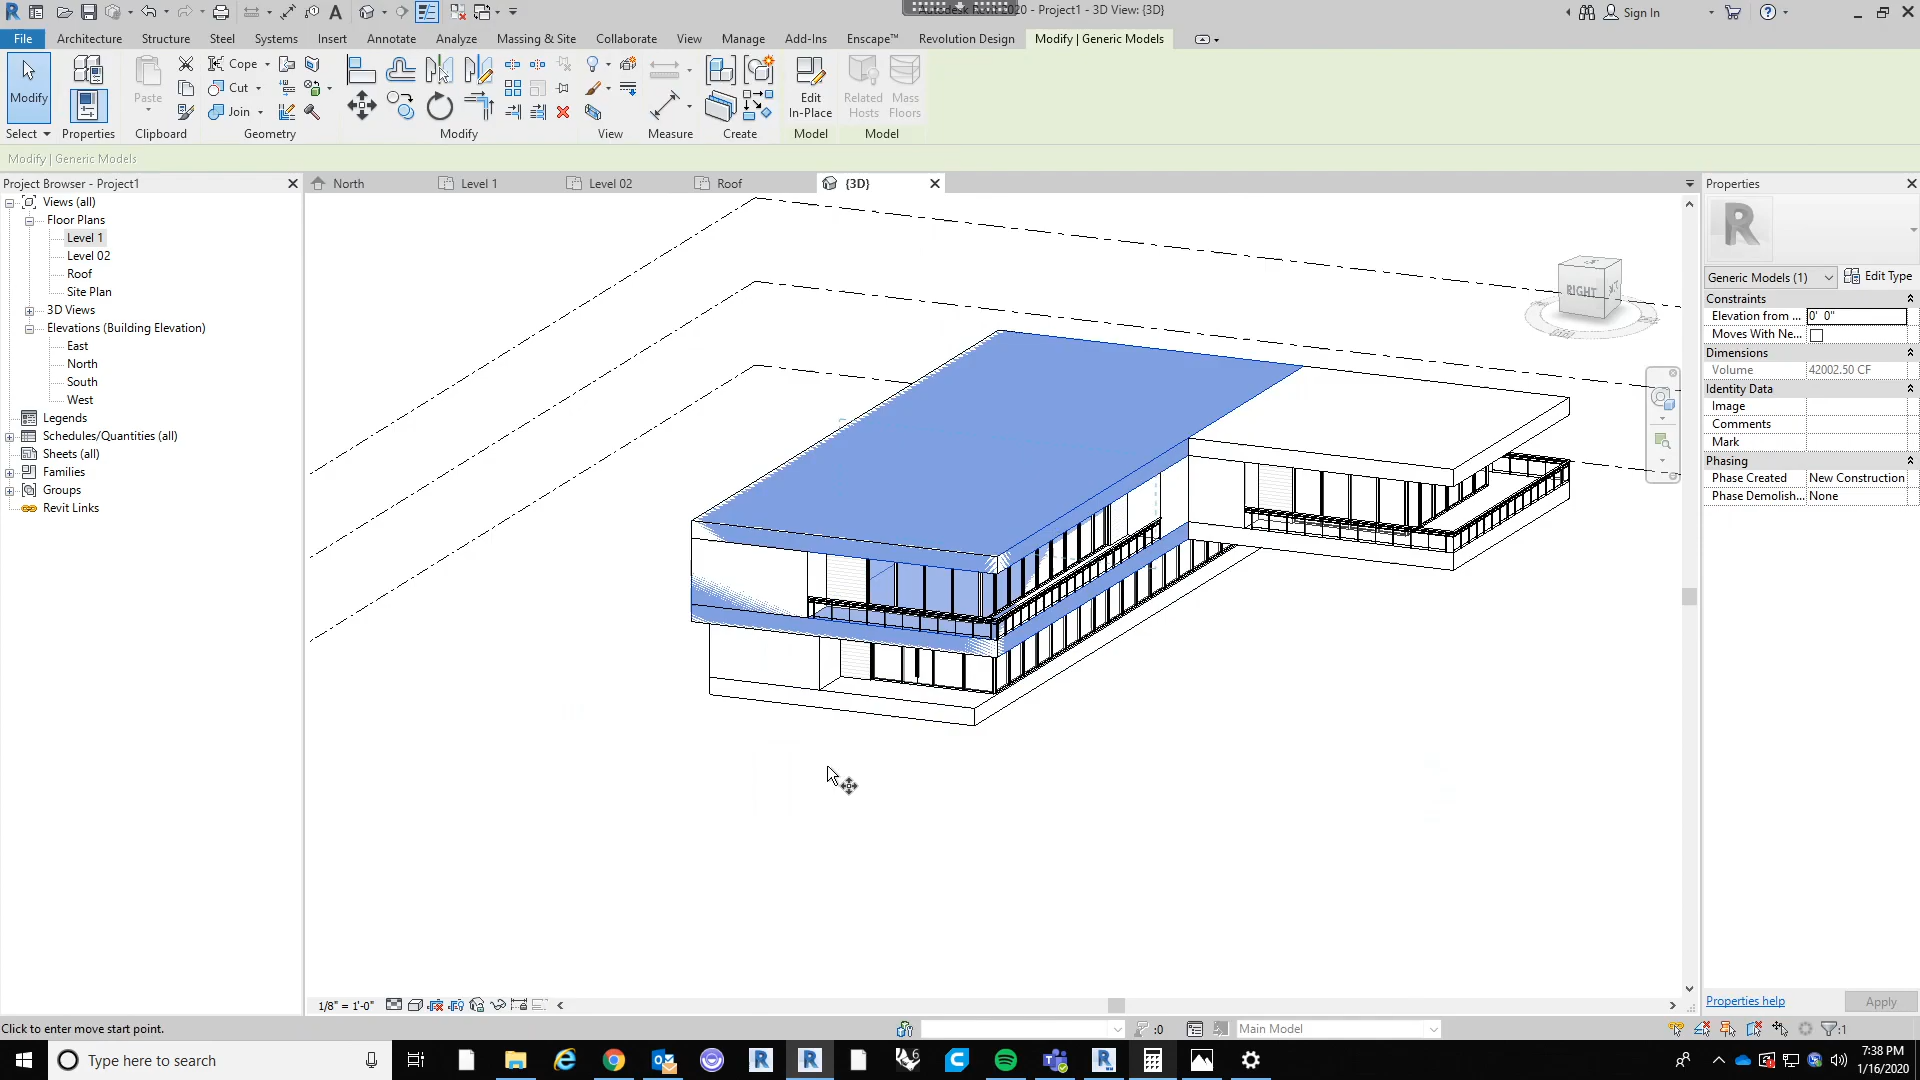 Autodesk Revit 2020 - Project1 - 3D View: {3D}
Sign In
File
Architecture
Structure
Steel
Systems
Insert
Annotate
Analyze
Massing & Site
Collaborate
View
Manage
Add-Ins
Enscape™
Revolution Design
Modify | Generic Models
Modify
Paste
Cope
Cut
Join
Edit
In-Place
Related
Hosts
Mass
Floors
Select
Properties
Clipboard
Geometry
Modify
View
Measure
Create
Model
Model
Modify | Generic Models
Project Browser - Project1
Views (all)
Floor Plans
Level 1
Level 02
Roof
Site Plan
3D Views
Elevations (Building Elevation)
East
North
South
West
Legends
Schedules/Quantities (all)
Sheets (all)
Families
Groups
Revit Links
North
Level 1
Level 02
Roof
{3D}
RIGHT
Properties
R
Generic Models (1)
Edit Type
Constraints
Elevation from ...
0' 0"
Moves With Ne...
Dimensions
Volume
42002.50 CF
Identity Data
Image
Comments
Mark
Phasing
Phase Created
New Construction
Phase Demolish...
None
Properties help
Apply
1/8" = 1'-0"
Click to enter move start point.
:0
Main Model
:1
Type here to search
7:38 PM
1/16/2020